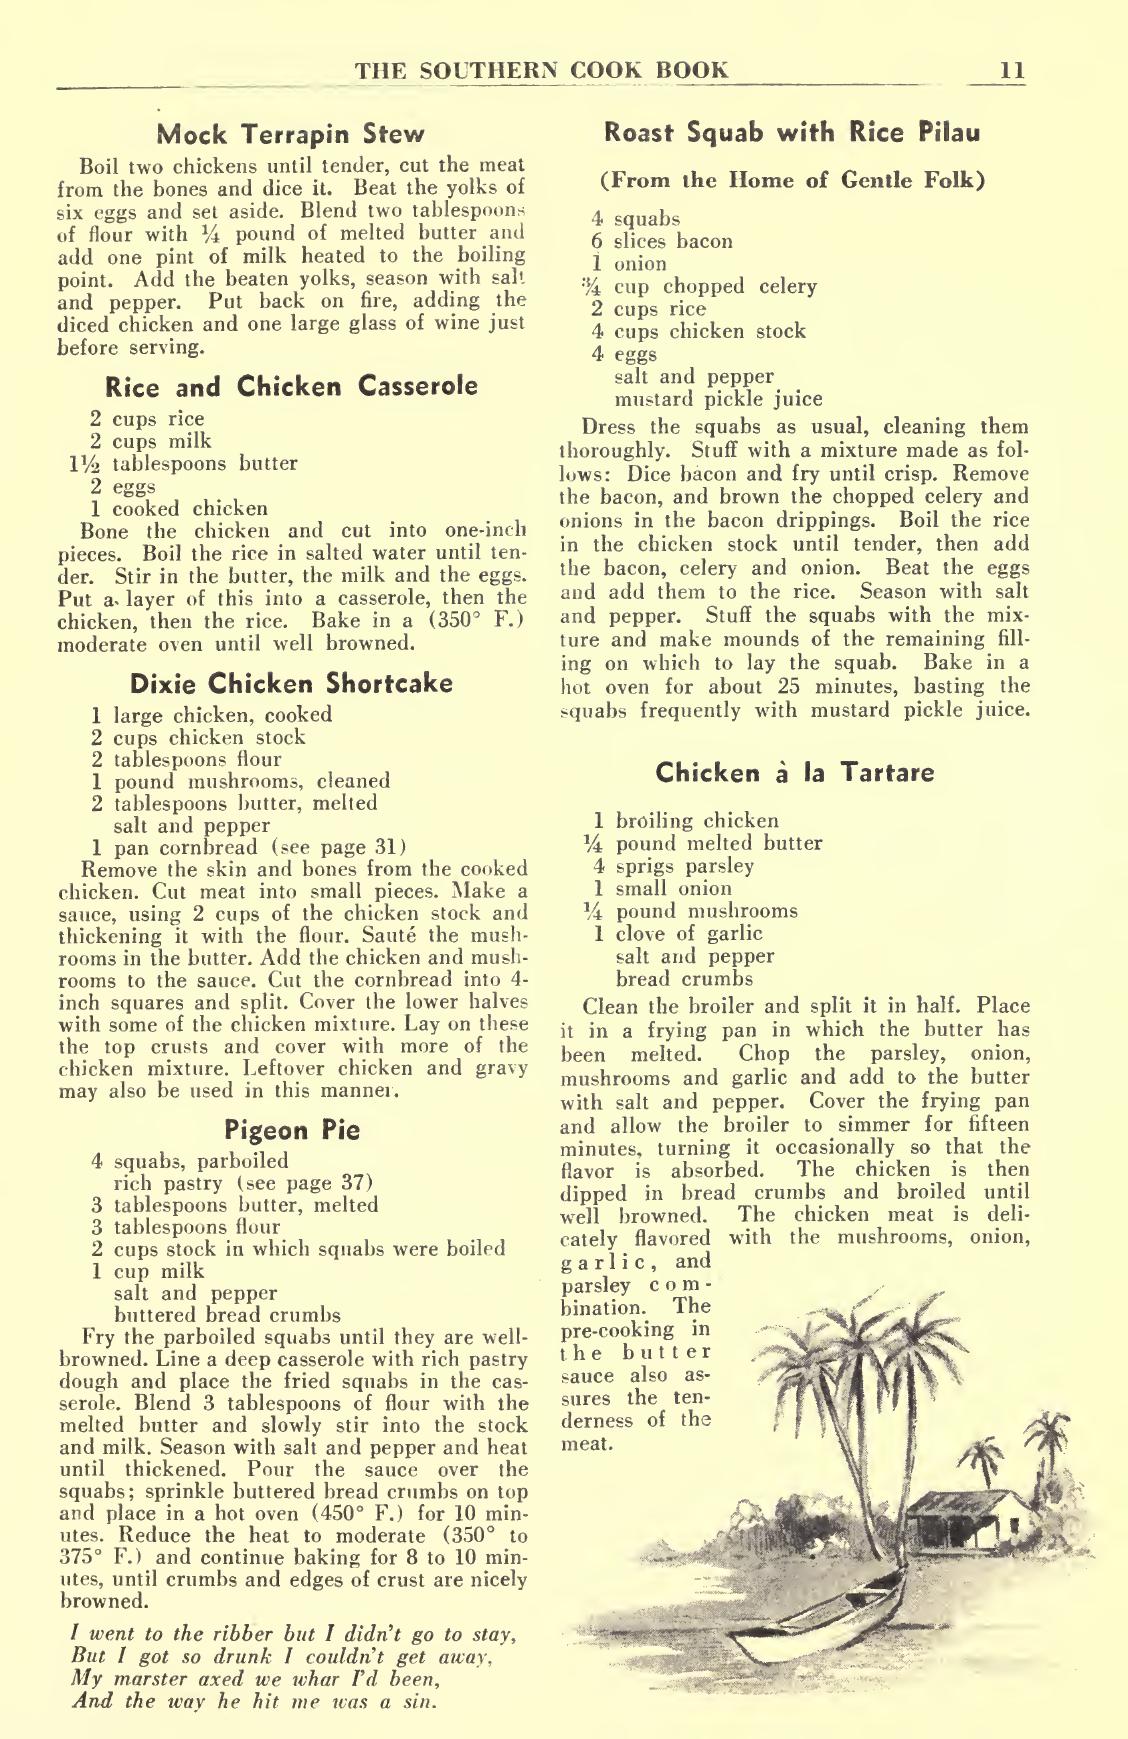 THE SOUTHERN COOK BOOK 11
Mock Terrapin Stew
Boil two chickens until tender, cut the meat
from the bones and dice it. Beat the yolks of
six eggs and set aside. Blend two tablespoons
of flour with ¼ pound of melted butter and
add one pint of milk heated to the boiling
point. Add the beaten yolks, season with salt
and pepper. Put back on fire, adding the
diced chicken and one large glass of wine just
before serving.
Rice and Chicken Casserole
2 cups rice
2 cups milk
1½ tablespoons butter
2 eggs
1 cooked chicken
Bone the chicken and cut into one-inch
pieces. Boil the rice in salted water until ten-
der. Stir in the butter, the milk and the eggs.
Put a layer of this into a casserole, then the
chicken, then the rice. Bake in a (350° F.)
moderate oven until well browned.
Dixie Chicken Shortcake
1 large chicken, cooked
2 cups chicken stock
2 tablespoons flour
1 pound mushrooms, cleaned
2 tablespoons butter, melted
salt and pepper
1 pan cornbread (see page 31)
Remove the skin and bones from the cooked
chicken. Cut meat into small pieces. Make a
sauce, using 2 cups of the chicken stock and
thickening it with the flour. Sauté the mush-
rooms in the butter. Add the chicken and mush-
rooms to the sauce. Cut the cornbread into 4-
inch squares and split. Cover the lower halves
with some of the chicken mixture. Lay on these
the top crusts and cover with more of the
chicken mixture. Leftover chicken and gravy
may also be used in this manner.
Pigeon Pie
4 squabs, parboiled
rich pastry (see page 37)
3 tablespoons butter, melted
3 tablespoons flour
2 cups stock in which squabs were boiled
1 cup milk
salt and pepper
buttered bread crumbs
Fry the parboiled squabs until they are well-
browned. Line a deep casserole with rich pastry
dough and place the fried squabs in the cas-
serole. Blend 3 tablespoons of flour with the
melted butter and slowly stir into the stock
and milk. Season with salt and pepper and heat
until thickened. Pour the sauce over the
squabs; sprinkle buttered bread crumbs on top
and place in a hot oven (450° F.) for 10 min-
utes. Reduce the heat to moderate (350° to
375° F.) and continue baking for 8 to 10 min-
utes, until crumbs and edges of crust are nicely
browned.
I went to the ribber but I didn't go to stay,
But I got so drunk I couldn't get away,
My marster axed we whar I'd been,
And the way he hit me was a sin.
Roast Squab with Rice Pilau
(From the Home of Gentle Folk)
4 squabs
6 slices bacon
1 onion
¾ cup chopped celery
2 cups rice
4 cups chicken stock
4 eggs
salt and pepper
mustard pickle juice
Dress the squabs as usual, cleaning them
thoroughly. Stuff with a mixture made as fol-
lows: Dice bacon and fry until crisp. Remove
the bacon, and brown the chopped celery and
onions in the bacon drippings. Boil the rice
in the chicken stock until tender, then add
the bacon, celery and onion. Beat the eggs
and add them to the rice. Season with salt
and pepper. Stuff the squabs with the mix-
ture and make mounds of the remaining fill-
ing on which to lay the squab. Bake in a
hot oven for about 25 minutes, basting the
squabs frequently with mustard pickle juice.
Chicken à la Tartare
1 broiling chicken
¼ pound melted butter
4 sprigs parsley
1 small onion
¼ pound mushrooms
1 clove of garlic
salt and pepper
bread crumbs
Clean the broiler and split it in half. Place
it in a frying pan in which the butter has
been melted. Chop the parsley, onion,
mushrooms and garlic and add to the butter
with salt and pepper. Cover the frying pan
and allow the broiler to simmer for fifteen
minutes, turning it occasionally so that the
flavor is absorbed. The chicken is then
dipped in bread crumbs and broiled until
well browned. The chicken meat is deli-
cately flavored with the mushrooms, onion,
garlic, and
parsley com-
bination. The
pre-cooking in
the butter
sauce also as-
sures the ten-
derness of the
meat.